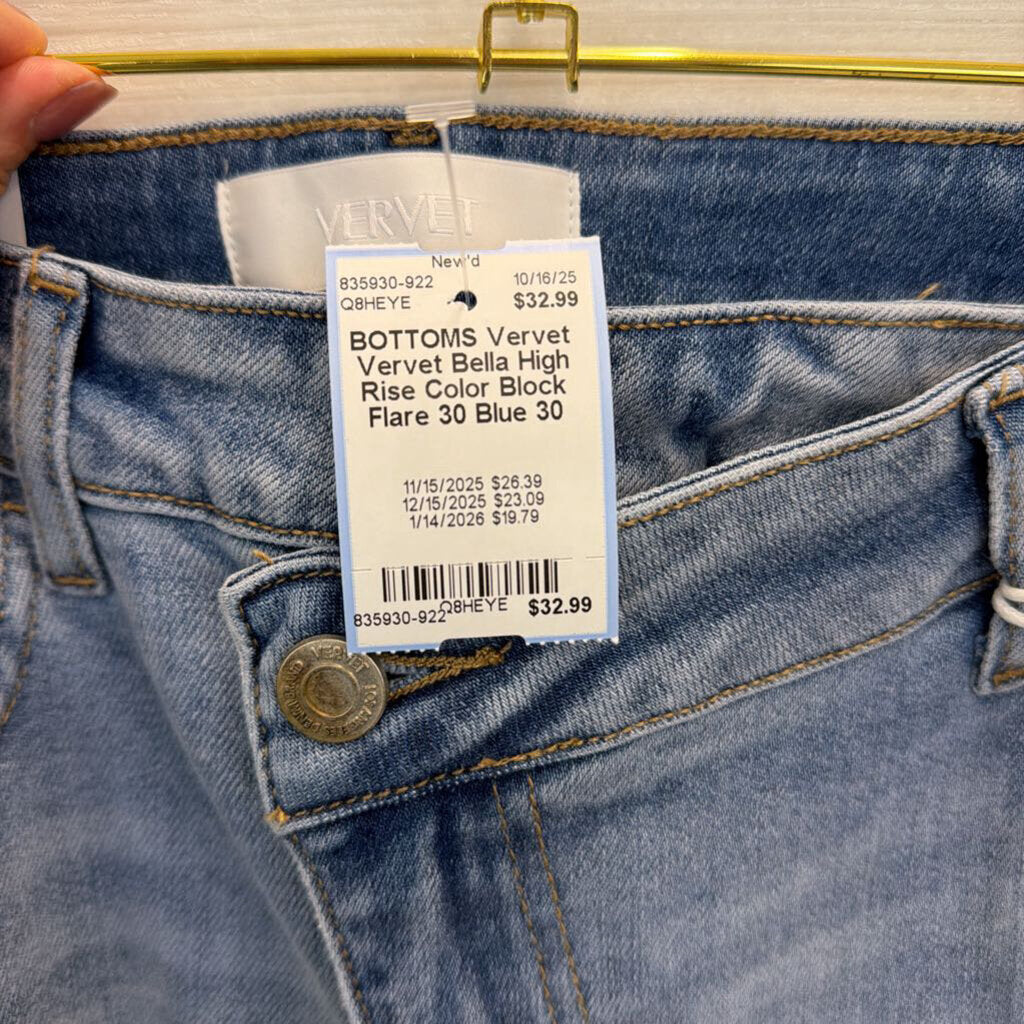 VERVET
New'd
835930-922 10/16/25
Q8HEYE $32.99
BOTTOMS Vervet
Vervet Bella High
Rise Color Block
Flare 30 Blue 30
11/15/2025 $26.39
12/15/2025 $23.09
1/14/2026 $19.79
835930-922 Q8HEYE $32.99
VERVET
LOS ANGELES